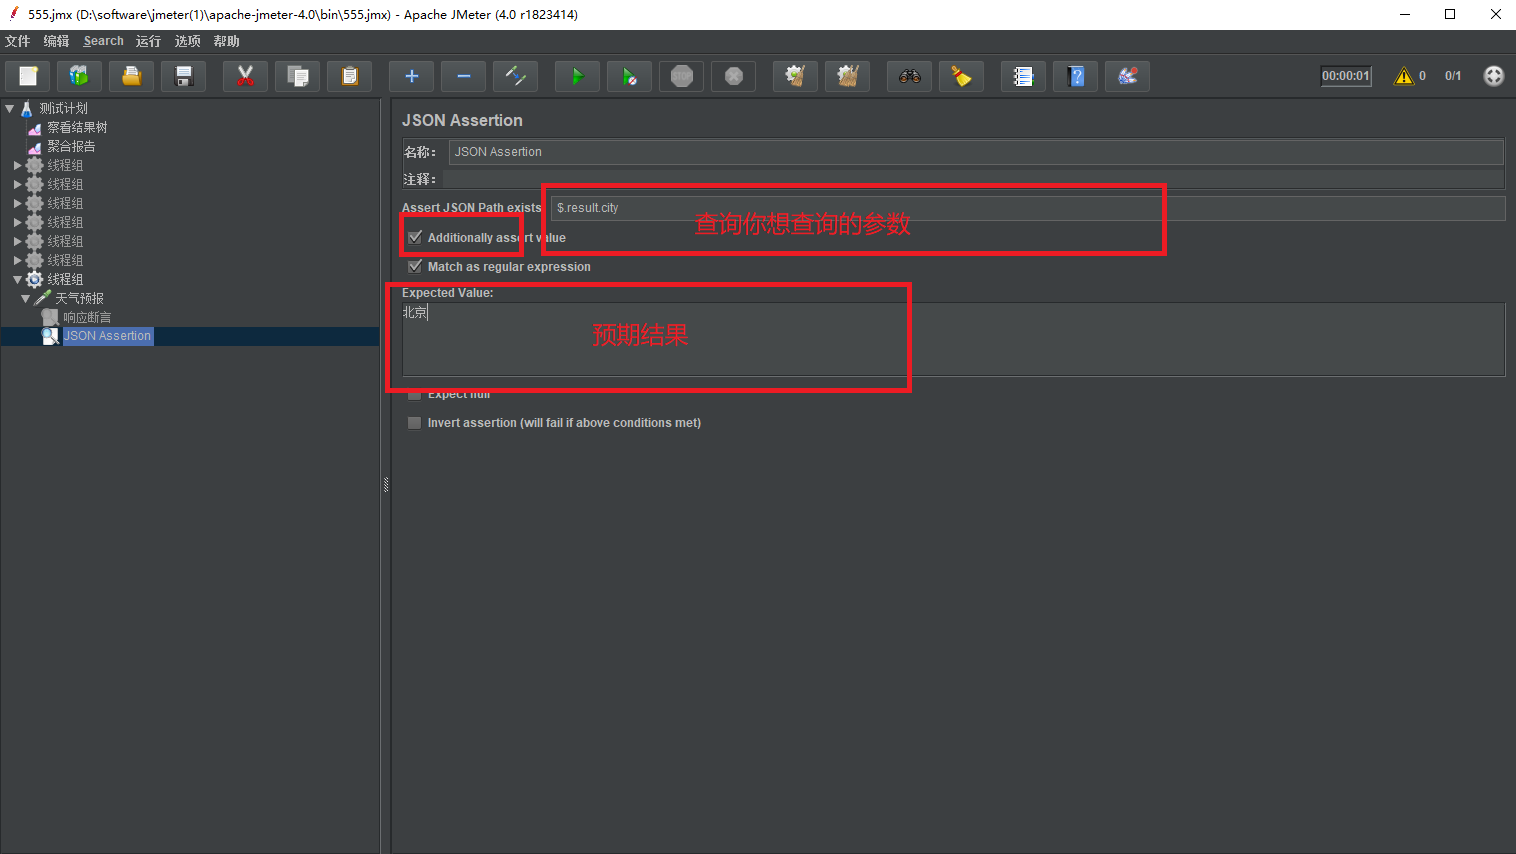 555.jmx (D:\software\jmeter(1)\apache-jmeter-4.0\bin\555.jmx) - Apache JMeter (4.0 r1823414)
文件 编辑 Search 运行 选项 帮助
STOP
00:00:01 0 0/1
测试计划
察看结果树
聚合报告
线程组
线程组
线程组
线程组
线程组
线程组
线程组
天气预报
响应断言
JSON Assertion
JSON Assertion
名称： JSON Assertion
注释：
Assert JSON Path exists $.result.city
查询你想查询的参数
Additionally assert value
Match as regular expression
Expected Value:
北京
预期结果
Expect null
Invert assertion (will fail if above conditions met)